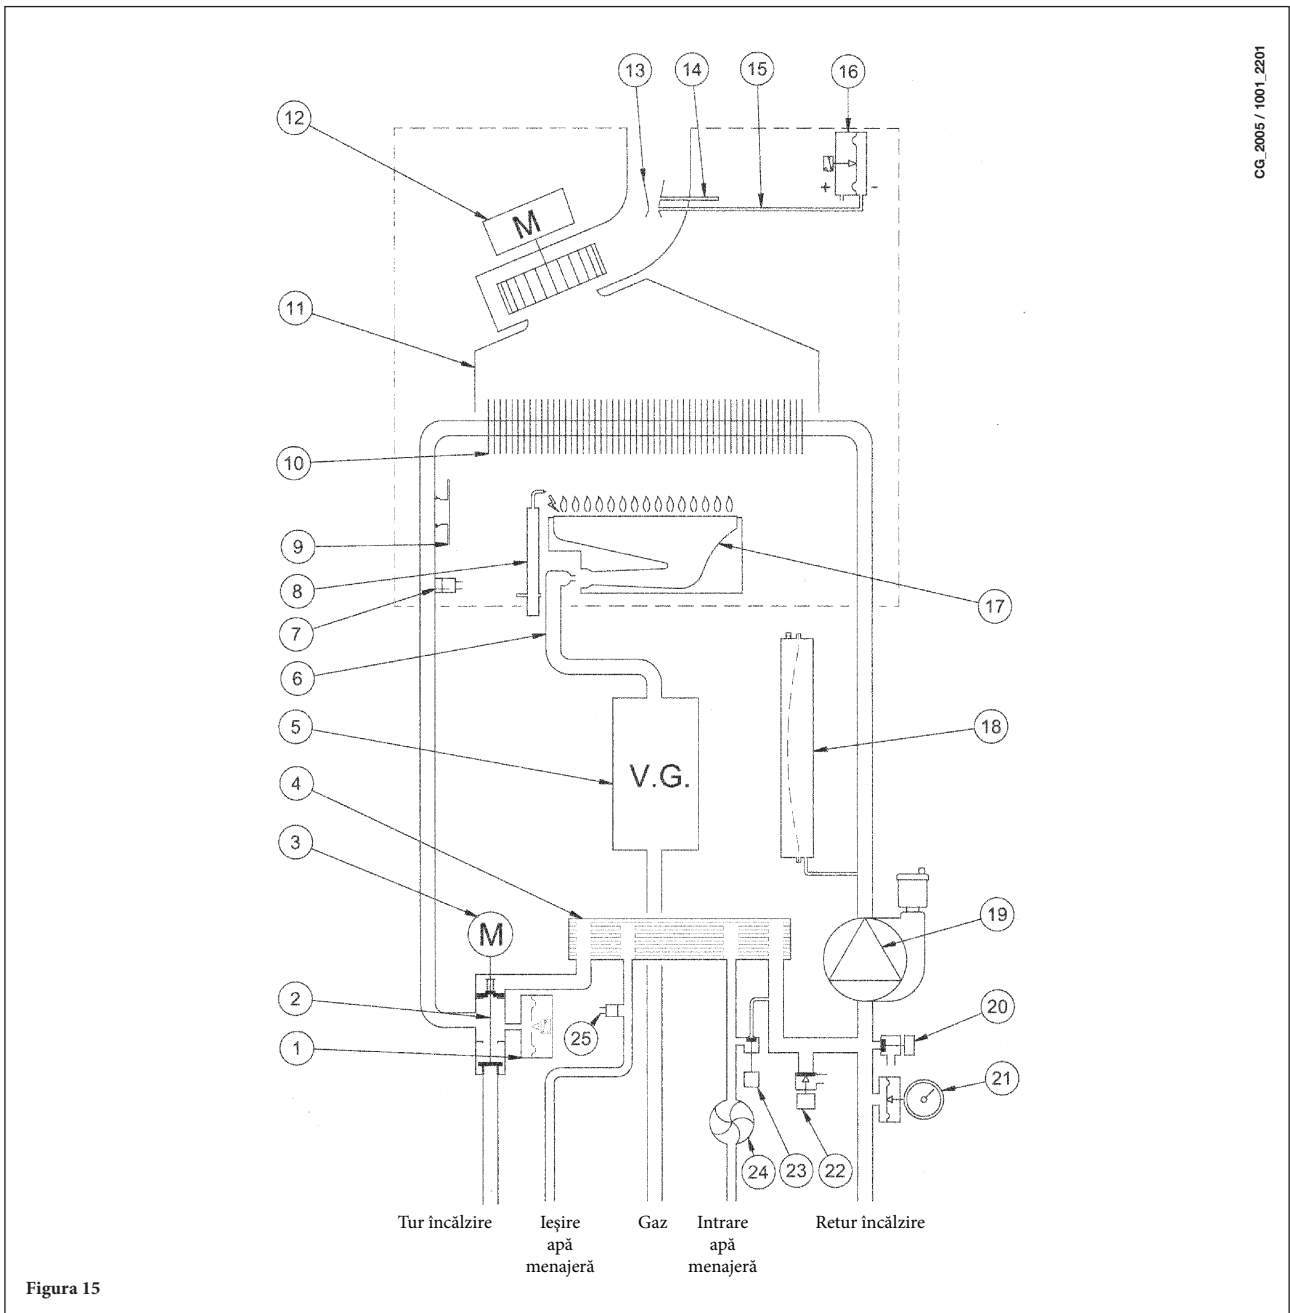 CG_2005 / 1001_2201
13
14
15
16
12
M
+
-
11
10
9
8
7
17
6
5
V.G.
18
4
3
M
19
2
25
20
1
21
24
23
22
Tur încălzire
Ieșire
apă
menajeră
Gaz
Intrare
apă
menajeră
Retur încălzire
Figura 15